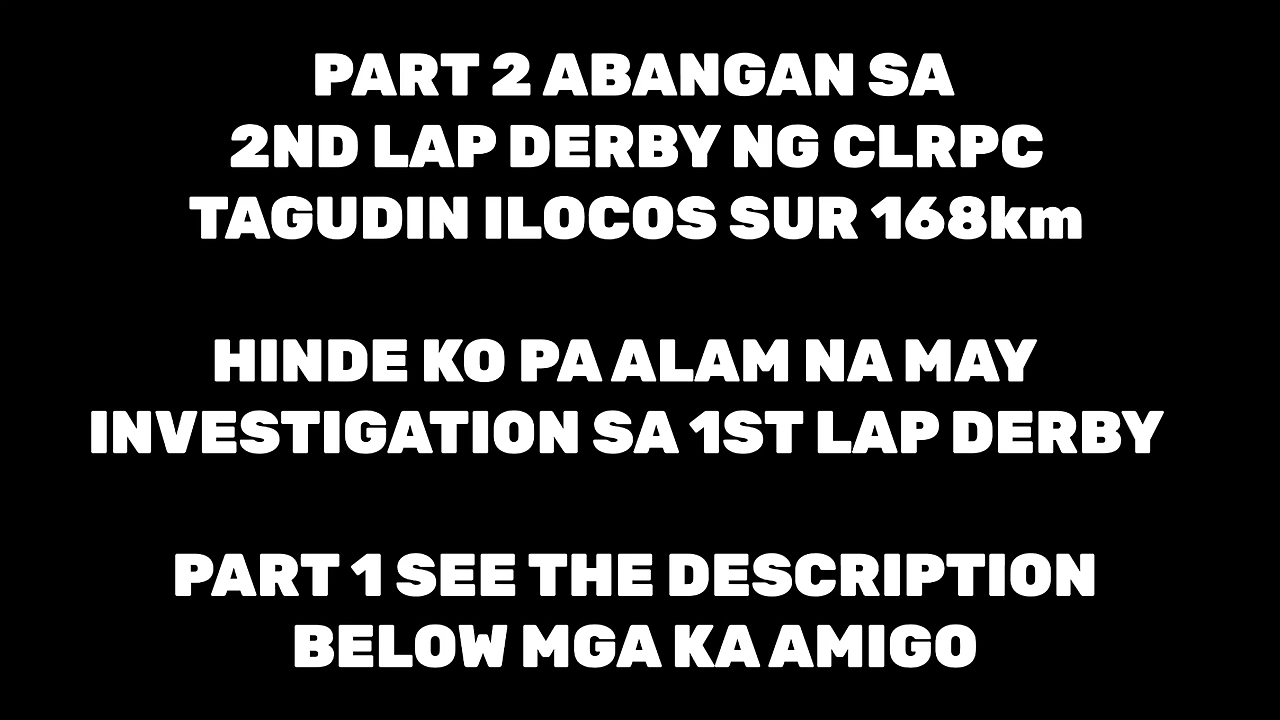 PART 2 ABANGAN SA
2ND LAP DERBY NG CLRPC
TAGUDIN ILOCOS SUR 168km
HINDE KO PA ALAM NA MAY
INVESTIGATION SA 1ST LAP DERBY
PART 1 SEE THE DESCRIPTION
BELOW MGA KA AMIGO